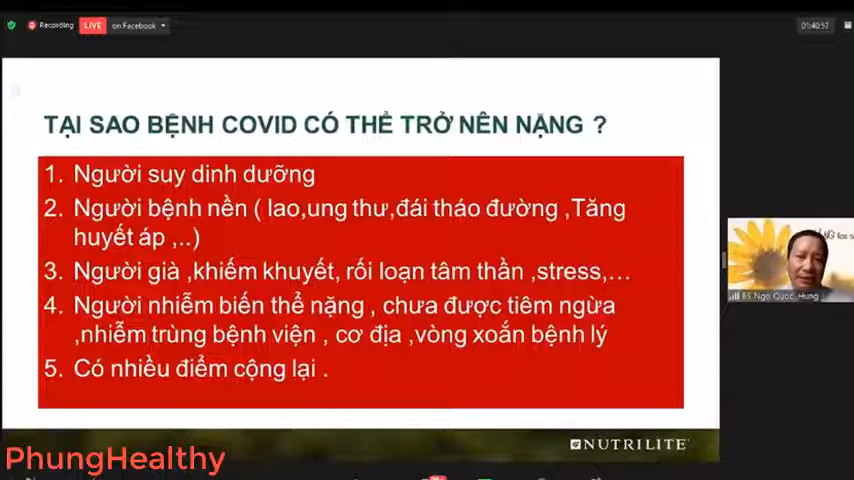 Recording LIVE on Facebook
01:40:57
TẠI SAO BỆNH COVID CÓ THỂ TRỞ NÊN NẶNG ?
1. Người suy dinh dưỡng
2. Người bệnh nền ( lao,ung thư,đái tháo đường ,Tăng
huyết áp ,..)
3. Người già ,khiếm khuyết, rối loạn tâm thần ,stress,...
4. Người nhiễm biến thể nặng , chưa được tiêm ngừa
,nhiễm trùng bệnh viện , cơ địa ,vòng xoắn bệnh lý
5. Có nhiều điểm cộng lại .
BS Ngo Quoc Hung
NUTRILITE
PhungHealthy